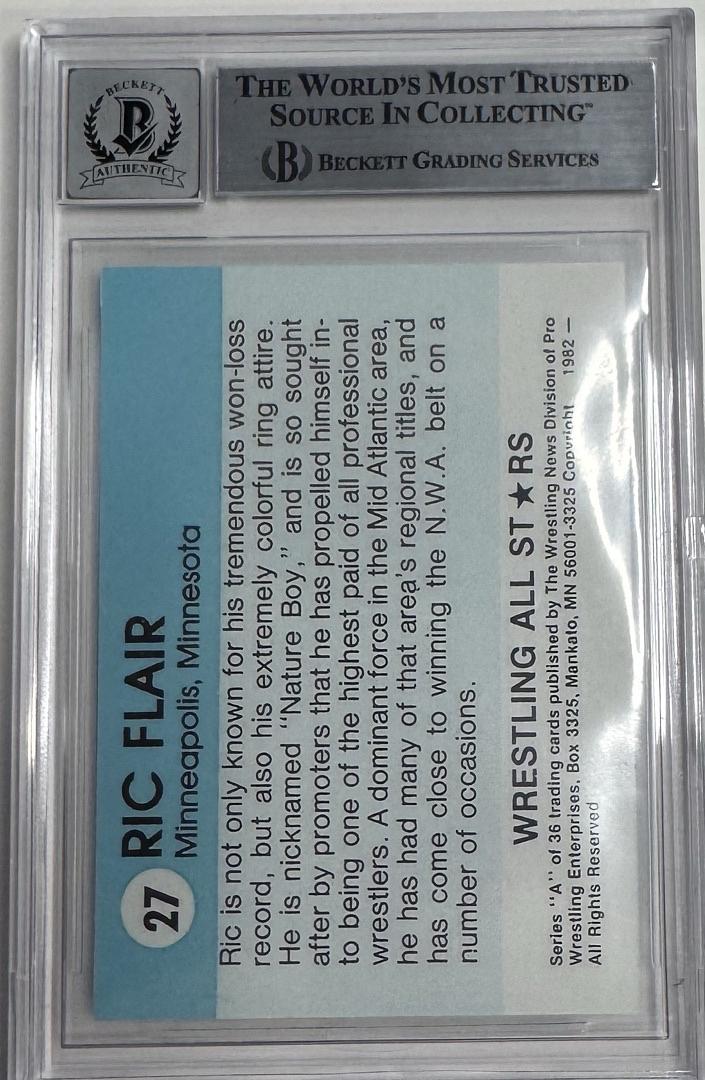 BECKETT
B
AUTHENTIC
THE WORLD'S MOST TRUSTED
SOURCE IN COLLECTING™
B BECKETT GRADING SERVICES
27 RIC FLAIR
Minneapolis, Minnesota
Ric is not only known for his tremendous won-loss
record, but also his extremely colorful ring attire.
He is nicknamed "Nature Boy," and is so sought
after by promoters that he has propelled himself in-
to being one of the highest paid of all professional
wrestlers. A dominant force in the Mid Atlantic area,
he has had many of that area's regional titles, and
has come close to winning the N.W.A. belt on a
number of occasions.
WRESTLING ALL ST★RS
Series "A" of 36 trading cards published by The Wrestling News Division of Pro
Wrestling Enterprises, Box 3325, Mankato, MN 56001-3325 Copyright 1982 —
All Rights Reserved